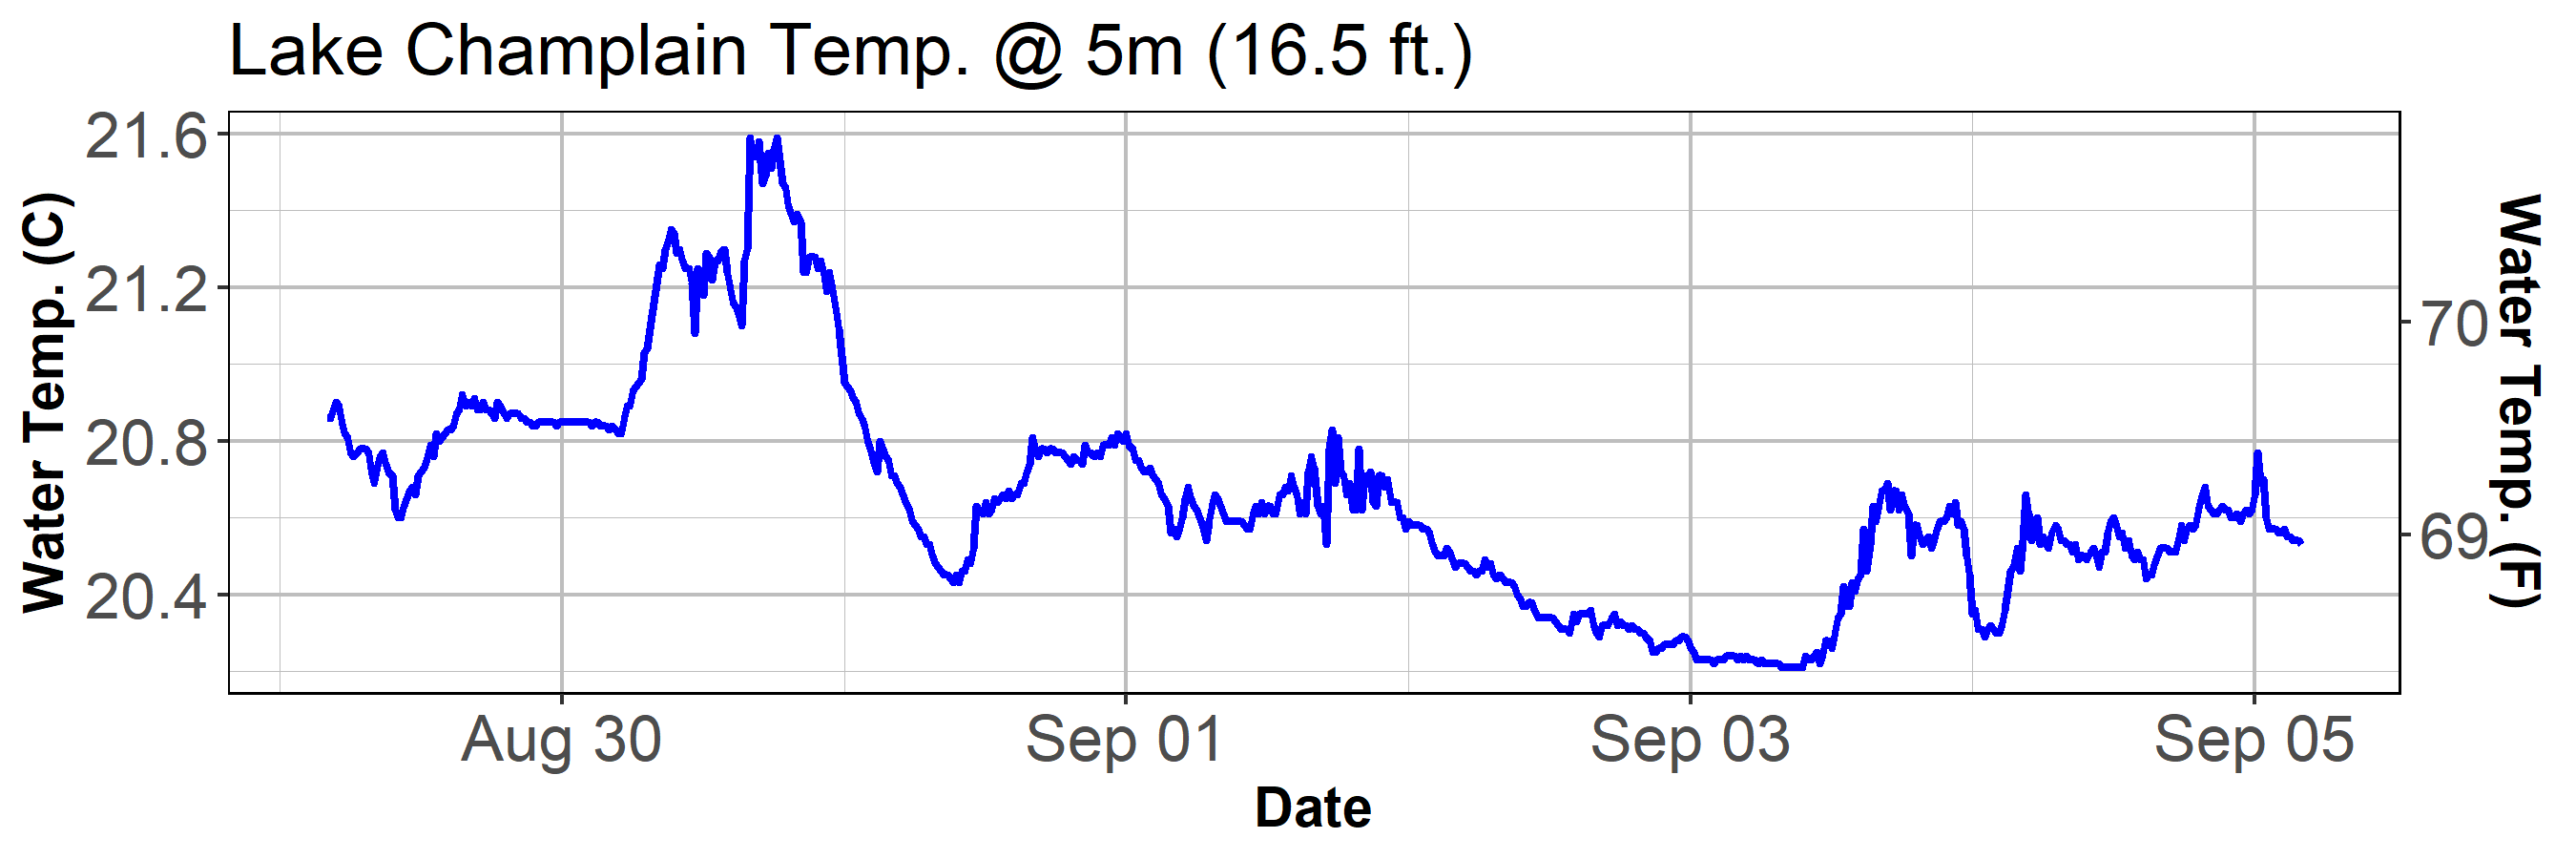 Lake Champlain Temp. @ 5m (16.5 ft.)
Water Temp. (C)
21.6
21.2
20.8
20.4
70
69
Water Temp. (F)
Aug 30
Sep 01
Sep 03
Sep 05
Date